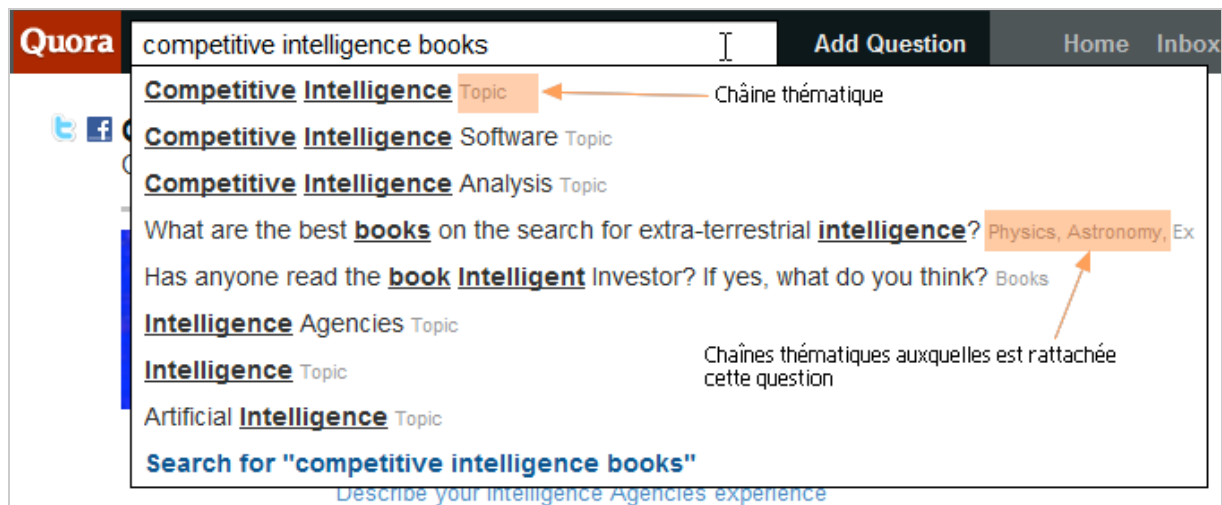 Quora competitive intelligence books Add Question Home Inbox
Competitive Intelligence Topic Chaîne thématique
Competitive Intelligence Software Topic
Competitive Intelligence Analysis Topic
What are the best books on the search for extra-terrestrial intelligence? Physics, Astronomy, Ex
Has anyone read the book Intelligent Investor? If yes, what do you think? Books
Intelligence Agencies Topic
Chaînes thématiques auxquelles est rattachée
cette question
Intelligence Topic
Artificial Intelligence Topic
Search for "competitive intelligence books"
Describe your Intelligence Agencies experience